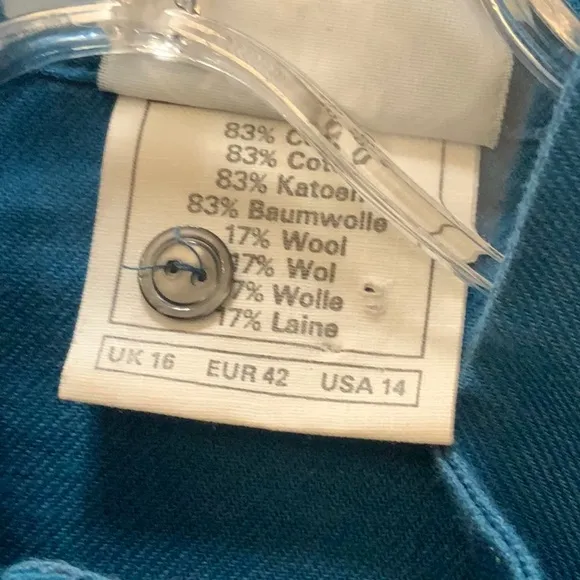 83%
83%
83% Katoen
83% Baumwolle
17% Wool
17% Wol
7% Wolle
17% Laine
UK 16 EUR 42 USA 14